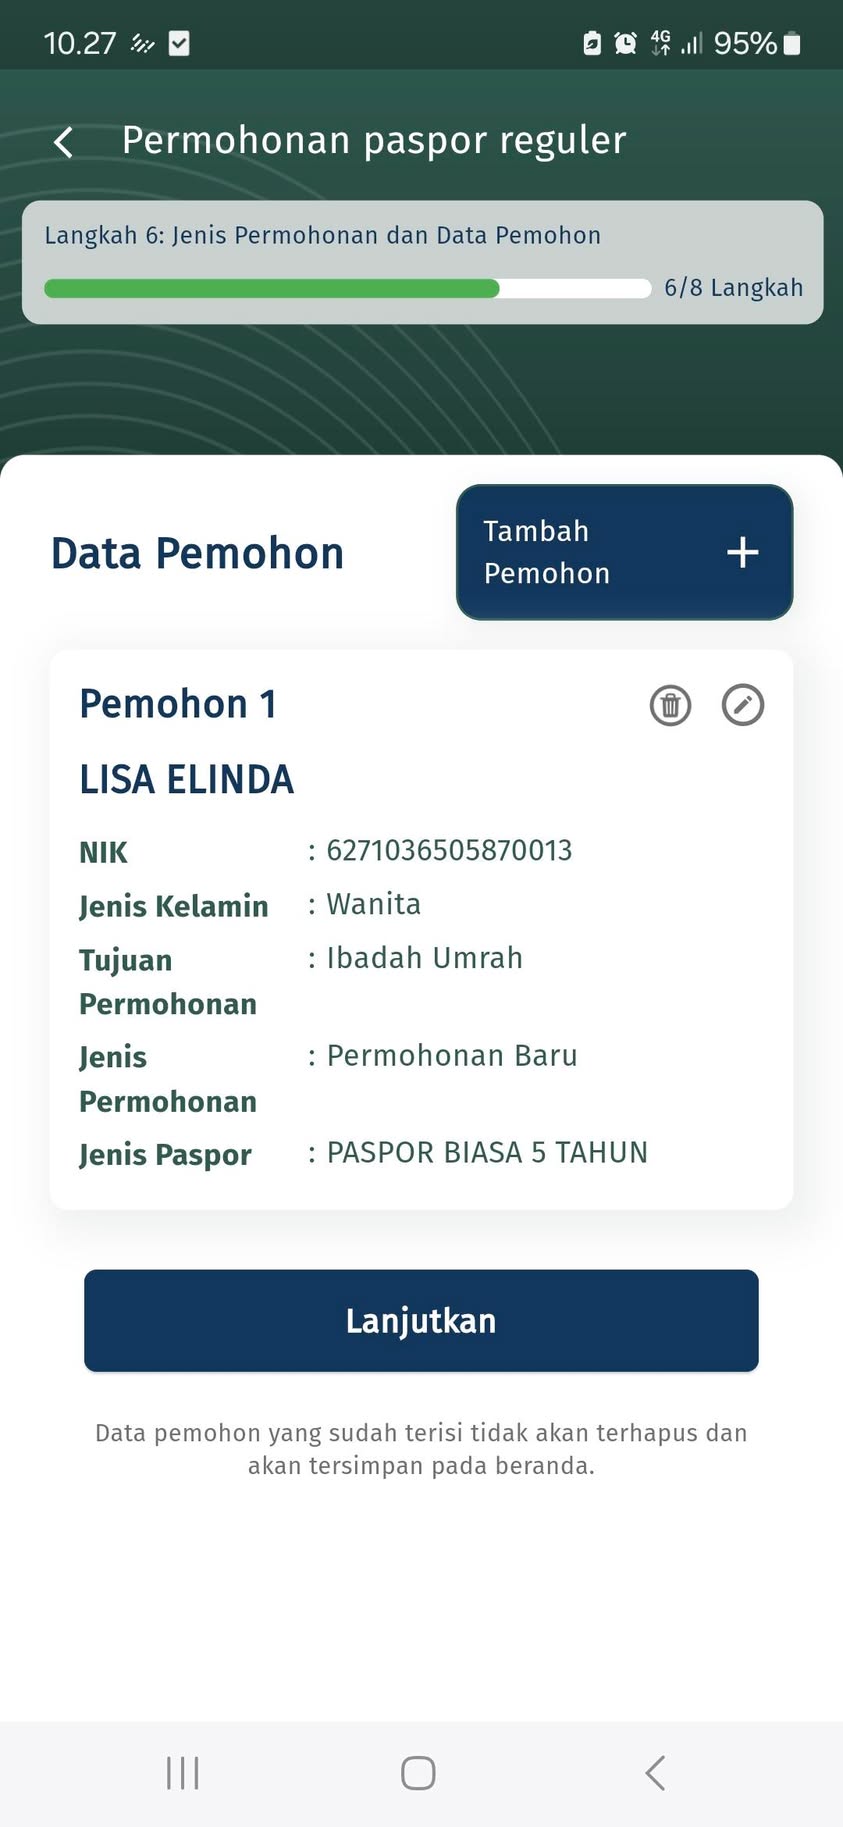 10.27
4G
95%
Permohonan paspor reguler
Langkah 6: Jenis Permohonan dan Data Pemohon
6/8 Langkah
Data Pemohon
Tambah
Pemohon
Pemohon 1
LISA ELINDA
NIK : 6271036505870013
Jenis Kelamin : Wanita
Tujuan : Ibadah Umrah
Permohonan
Jenis : Permohonan Baru
Permohonan
Jenis Paspor : PASPOR BIASA 5 TAHUN
Lanjutkan
Data pemohon yang sudah terisi tidak akan terhapus dan
akan tersimpan pada beranda.